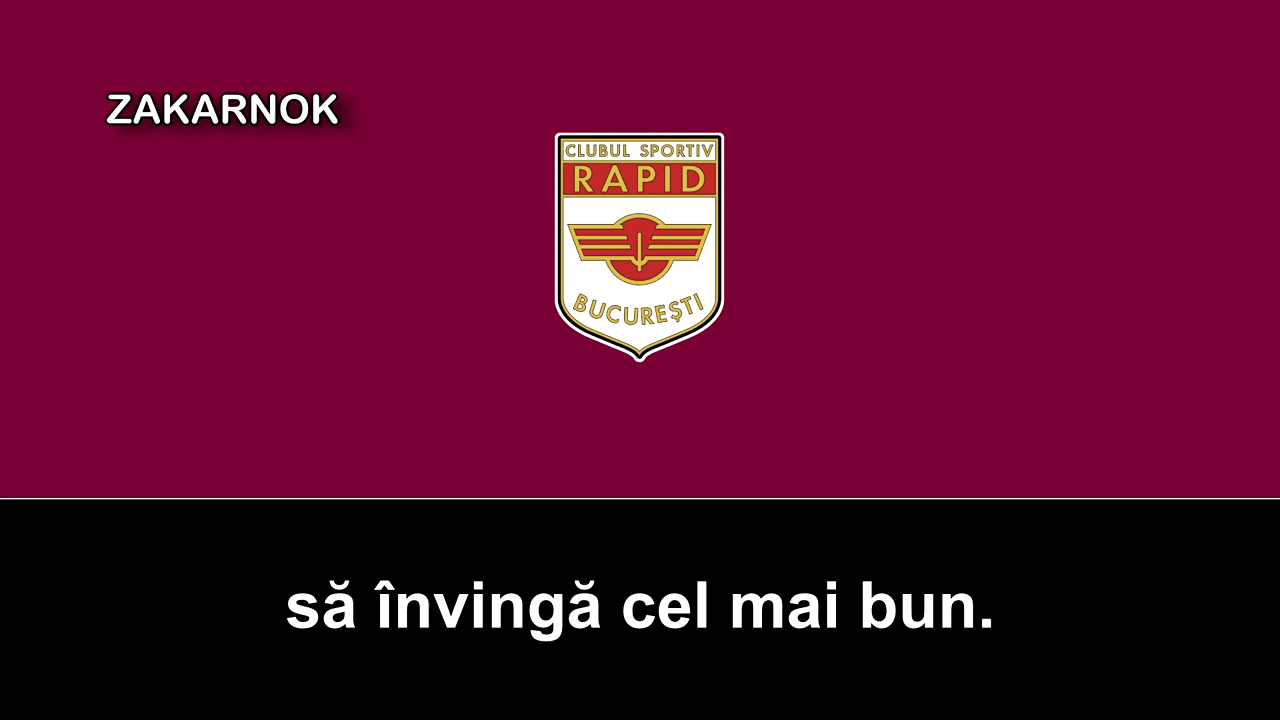 ZAKARNOK
CLUBUL SPORTIV
RAPID
BUCUREȘTI
să învingă cel mai bun.